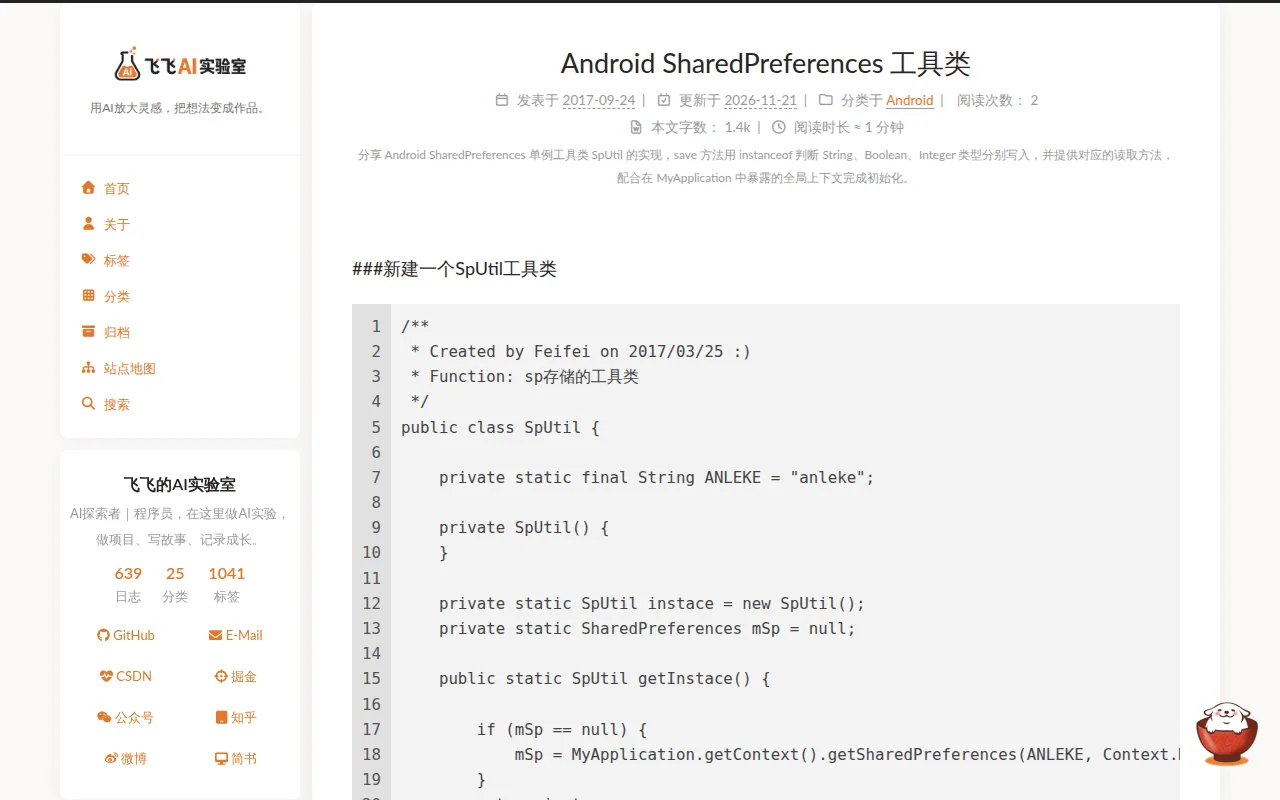 飞飞AI实验室
用AI放大灵感，把想法变成作品。
首页
关于
标签
分类
归档
站点地图
搜索
飞飞的AI实验室
AI探索者｜程序员，在这里做AI实验，
做项目、写故事、记录成长。
639 25 1041
日志 分类 标签
GitHub E-Mail
CSDN 掘金
公众号 知乎
微博 简书
Android SharedPreferences 工具类
发表于 2017-09-24 | 更新于 2026-11-21 | 分类于 Android | 阅读次数： 2
本文字数： 1.4k | 阅读时长 ≈ 1 分钟
分享 Android SharedPreferences 单例工具类 SpUtil 的实现，save 方法用 instanceof 判断 String、Boolean、Integer 类型分别写入，并提供对应的读取方法，
配合在 MyApplication 中暴露的全局上下文完成初始化。
###新建一个SpUtil工具类
1 /**
2  * Created by Feifei on 2017/03/25 :)
3  * Function: sp存储的工具类
4  */
5 public class SpUtil {
6
7     private static final String ANLEKE = "anleke";
8
9     private SpUtil() {
10     }
11
12     private static SpUtil instace = new SpUtil();
13     private static SharedPreferences mSp = null;
14
15     public static SpUtil getInstace() {
16
17         if (mSp == null) {
18             mSp = MyApplication.getContext().getSharedPreferences(ANLEKE, Context.
19         }